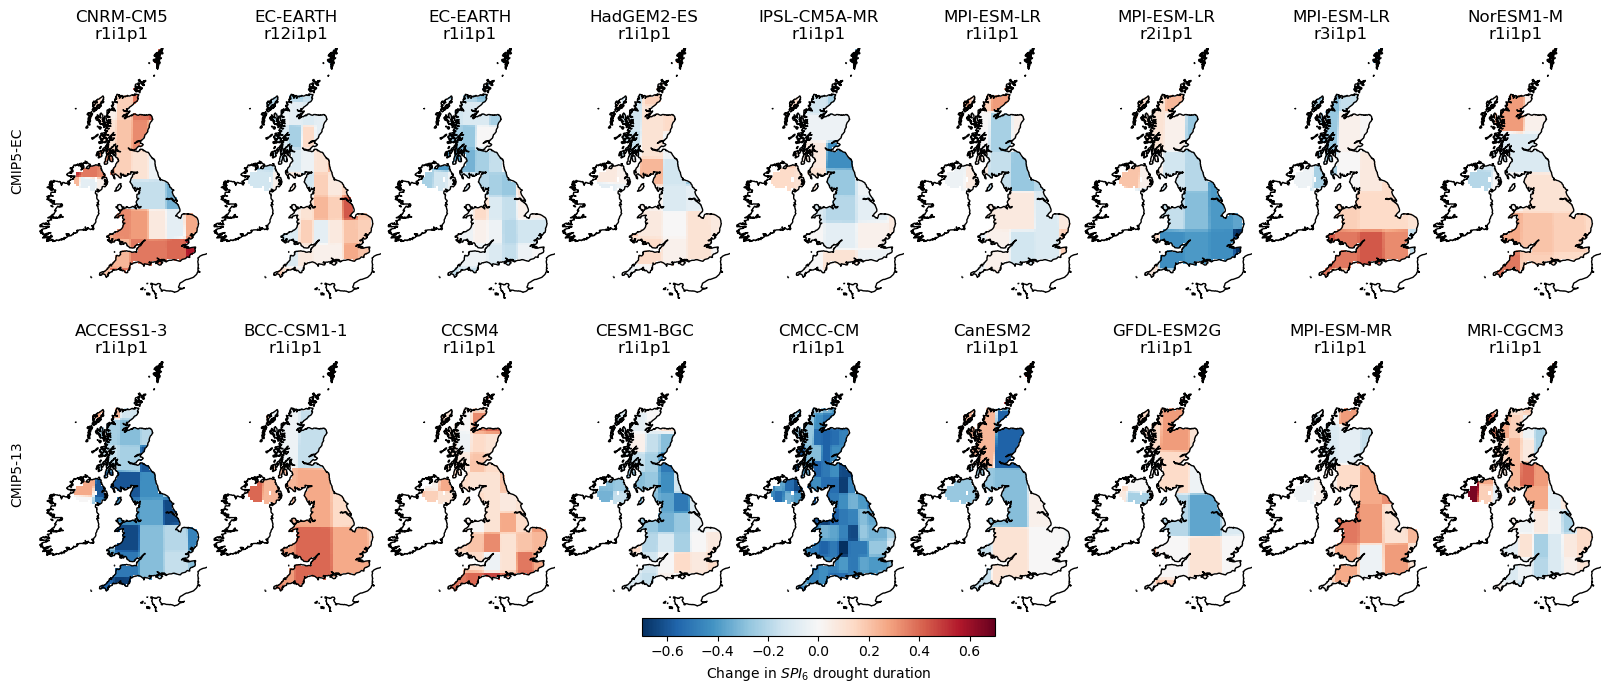 CNRM-CM5 EC-EARTH EC-EARTH HadGEM2-ES IPSL-CM5A-MR MPI-ESM-LR MPI-ESM-LR MPI-ESM-LR NorESM1-M
r1i1p1 r12i1p1 r1i1p1 r1i1p1 r1i1p1 r1i1p1 r2i1p1 r3i1p1 r1i1p1
CMIP5-EC
ACCESS1-3 BCC-CSM1-1 CCSM4 CESM1-BGC CMCC-CM CanESM2 GFDL-ESM2G MPI-ESM-MR MRI-CGCM3
r1i1p1 r1i1p1 r1i1p1 r1i1p1 r1i1p1 r1i1p1 r1i1p1 r1i1p1 r1i1p1
CMIP5-13
−0.6 −0.4 −0.2 0.0 0.2 0.4 0.6
Change in SPI₆ drought duration